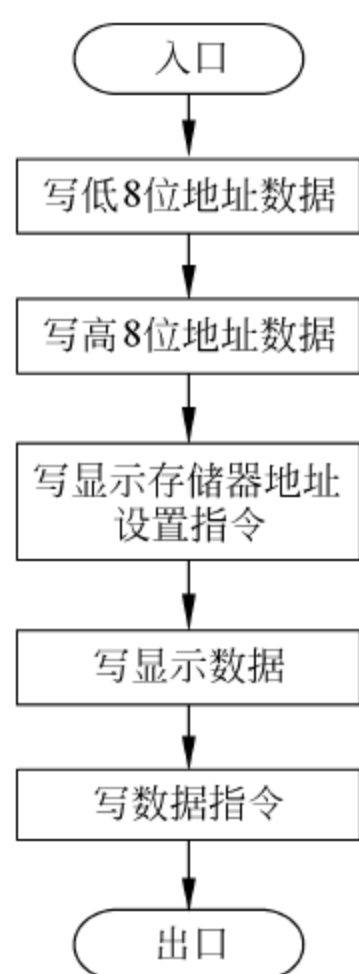 入口
写低8位地址数据
写高8位地址数据
写显示存储器地址
设置指令
写显示数据
写数据指令
出口